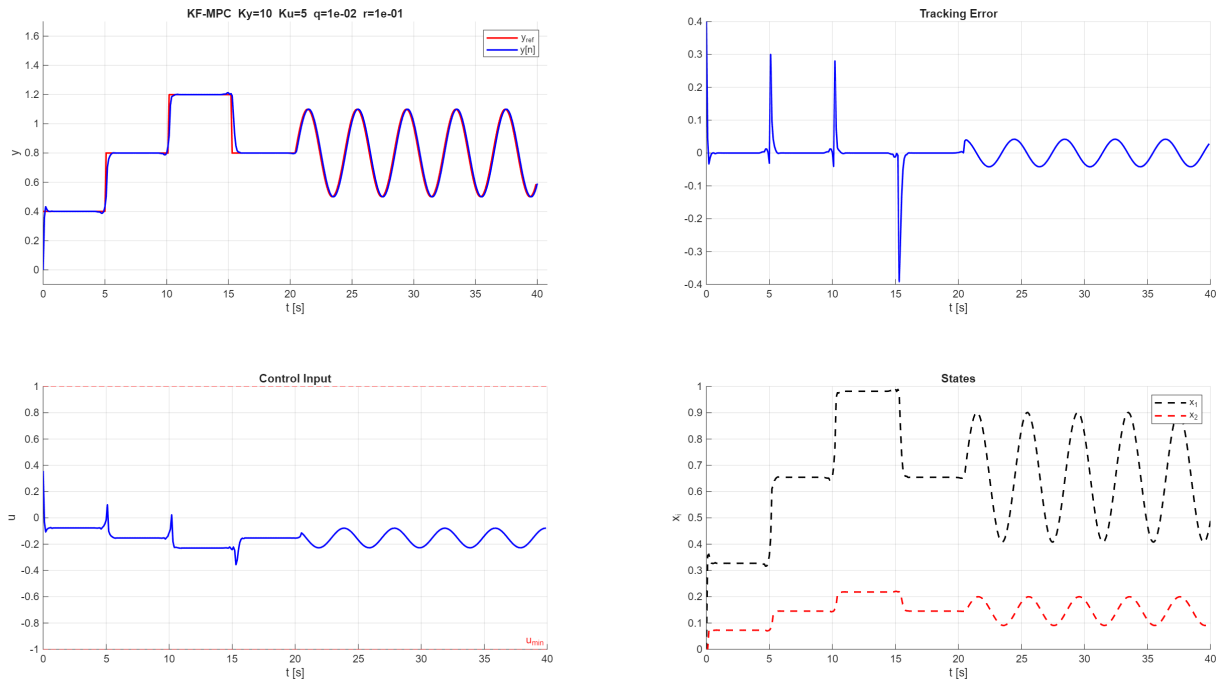 KF-MPC Ky=10 Ku=5 q=1e-02 r=1e-01
1.6
1.4
1.2
1
0.8
0.6
0.4
0.2
0
y
0 5 10 15 20 25 30 35 40
t [s]
y_ref
y[n]
Tracking Error
0.4
0.3
0.2
0.1
0
-0.1
-0.2
-0.3
-0.4
0 5 10 15 20 25 30 35 40
t [s]
Control Input
1
0.8
0.6
0.4
0.2
0
-0.2
-0.4
-0.6
-0.8
-1
u
u_min
0 5 10 15 20 25 30 35 40
t [s]
States
1
0.9
0.8
0.7
0.6
0.5
0.4
0.3
0.2
0.1
0
x_i
x_1
x_2
0 5 10 15 20 25 30 35 40
t [s]